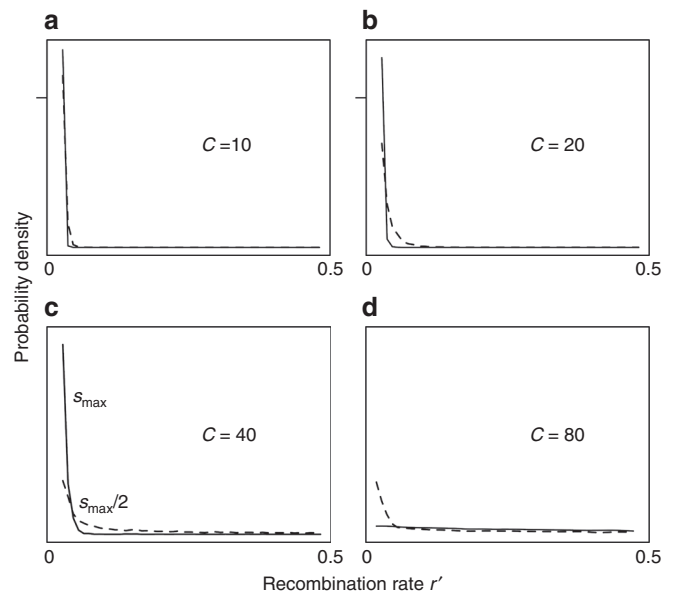 a
b
C =10
C = 20
0
0.5
0
0.5
Probability density
c
d
s_max
C = 40
C = 80
s_max/2
0
0.5
0
0.5
Recombination rate r′